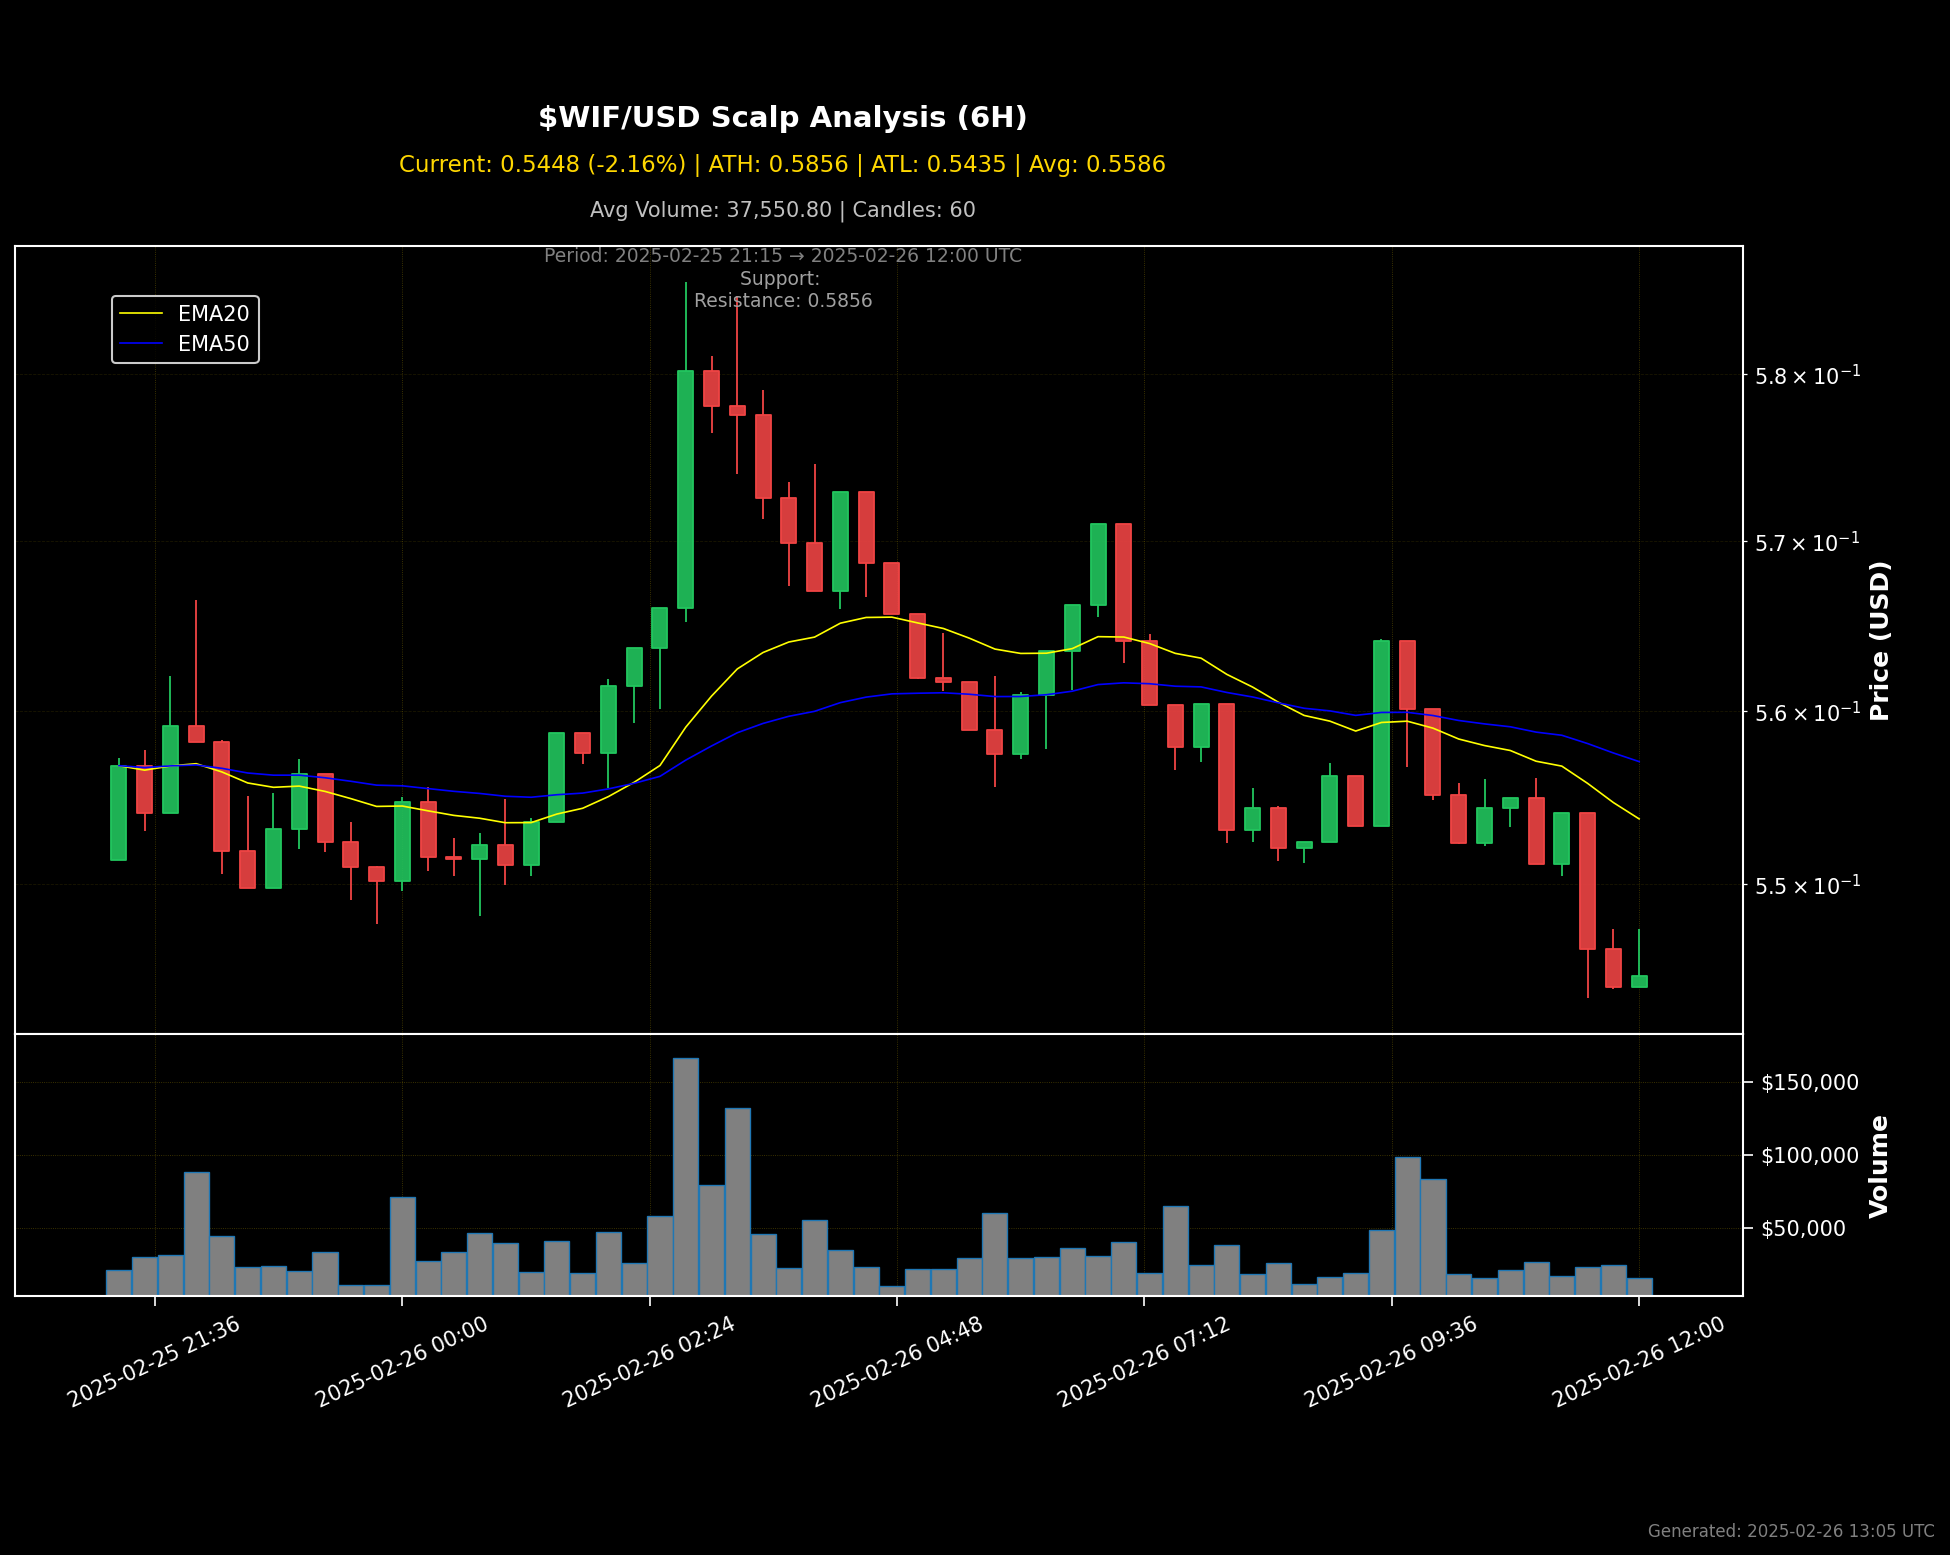 $WIF/USD Scalp Analysis (6H)
Current: 0.5448 (-2.16%) | ATH: 0.5856 | ATL: 0.5435 | Avg: 0.5586
Avg Volume: 37,550.80 | Candles: 60
Period: 2025-02-25 21:15 → 2025-02-26 12:00 UTC
Support:
Resistance: 0.5856
EMA20
EMA50
5.8 × 10⁻¹
5.7 × 10⁻¹
5.6 × 10⁻¹
5.5 × 10⁻¹
Price (USD)
$150,000
$100,000
$50,000
Volume
2025-02-25 21:36
2025-02-26 00:00
2025-02-26 02:24
2025-02-26 04:48
2025-02-26 07:12
2025-02-26 09:36
2025-02-26 12:00
Generated: 2025-02-26 13:05 UTC